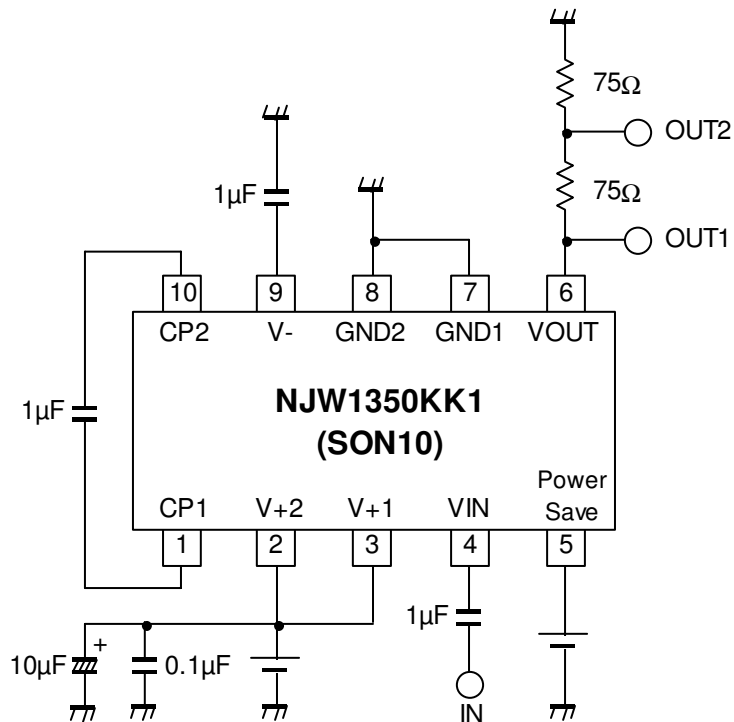 75Ω
OUT2
1µF
75Ω
OUT1
10 9 8 7 6
CP2 V- GND2 GND1 VOUT
1µF
NJW1350KK1
(SON10)
Power
Save
CP1 V+2 V+1 VIN
1 2 3 4 5
1µF
+
10µF 0.1µF
IN